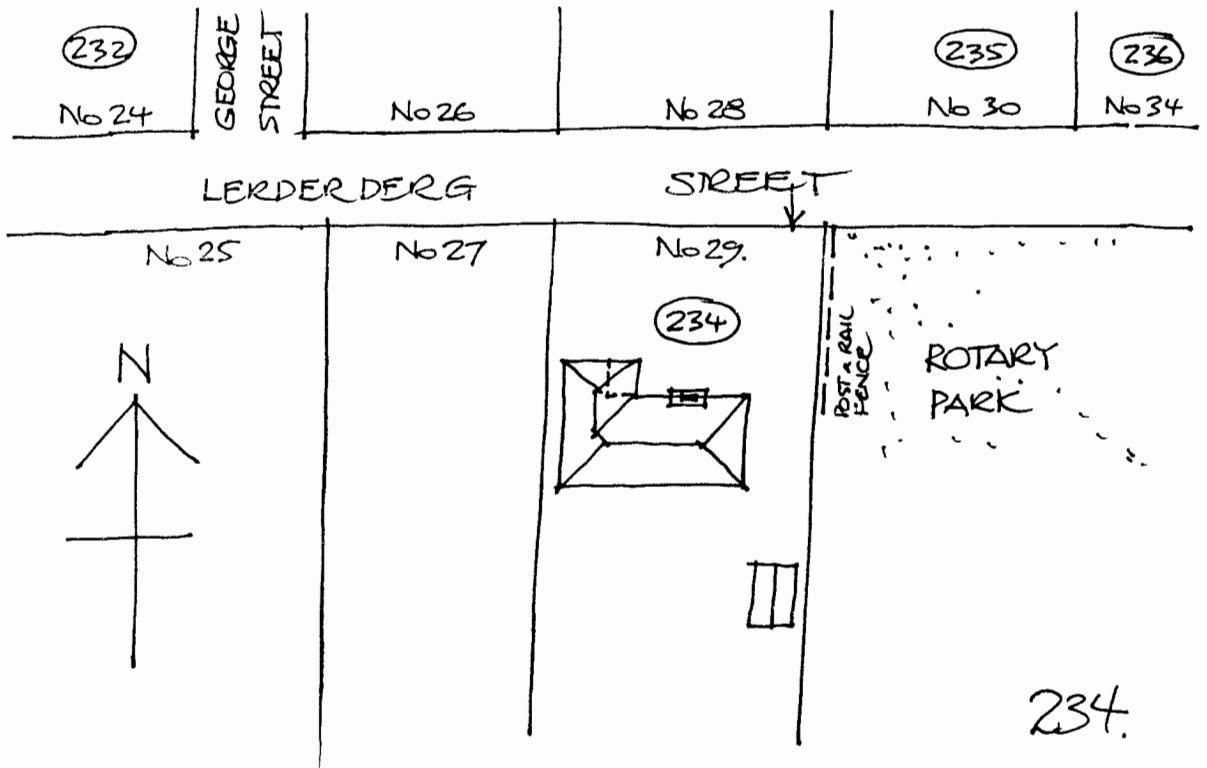 232
GEORGE
STREET
235
236
No 24
No 26
No 28
No 30
No 34
LERDERDERG STREET
No 25
No 27
No 29.
234
POST & RAIL
FENCE
N
ROTARY
PARK
234.